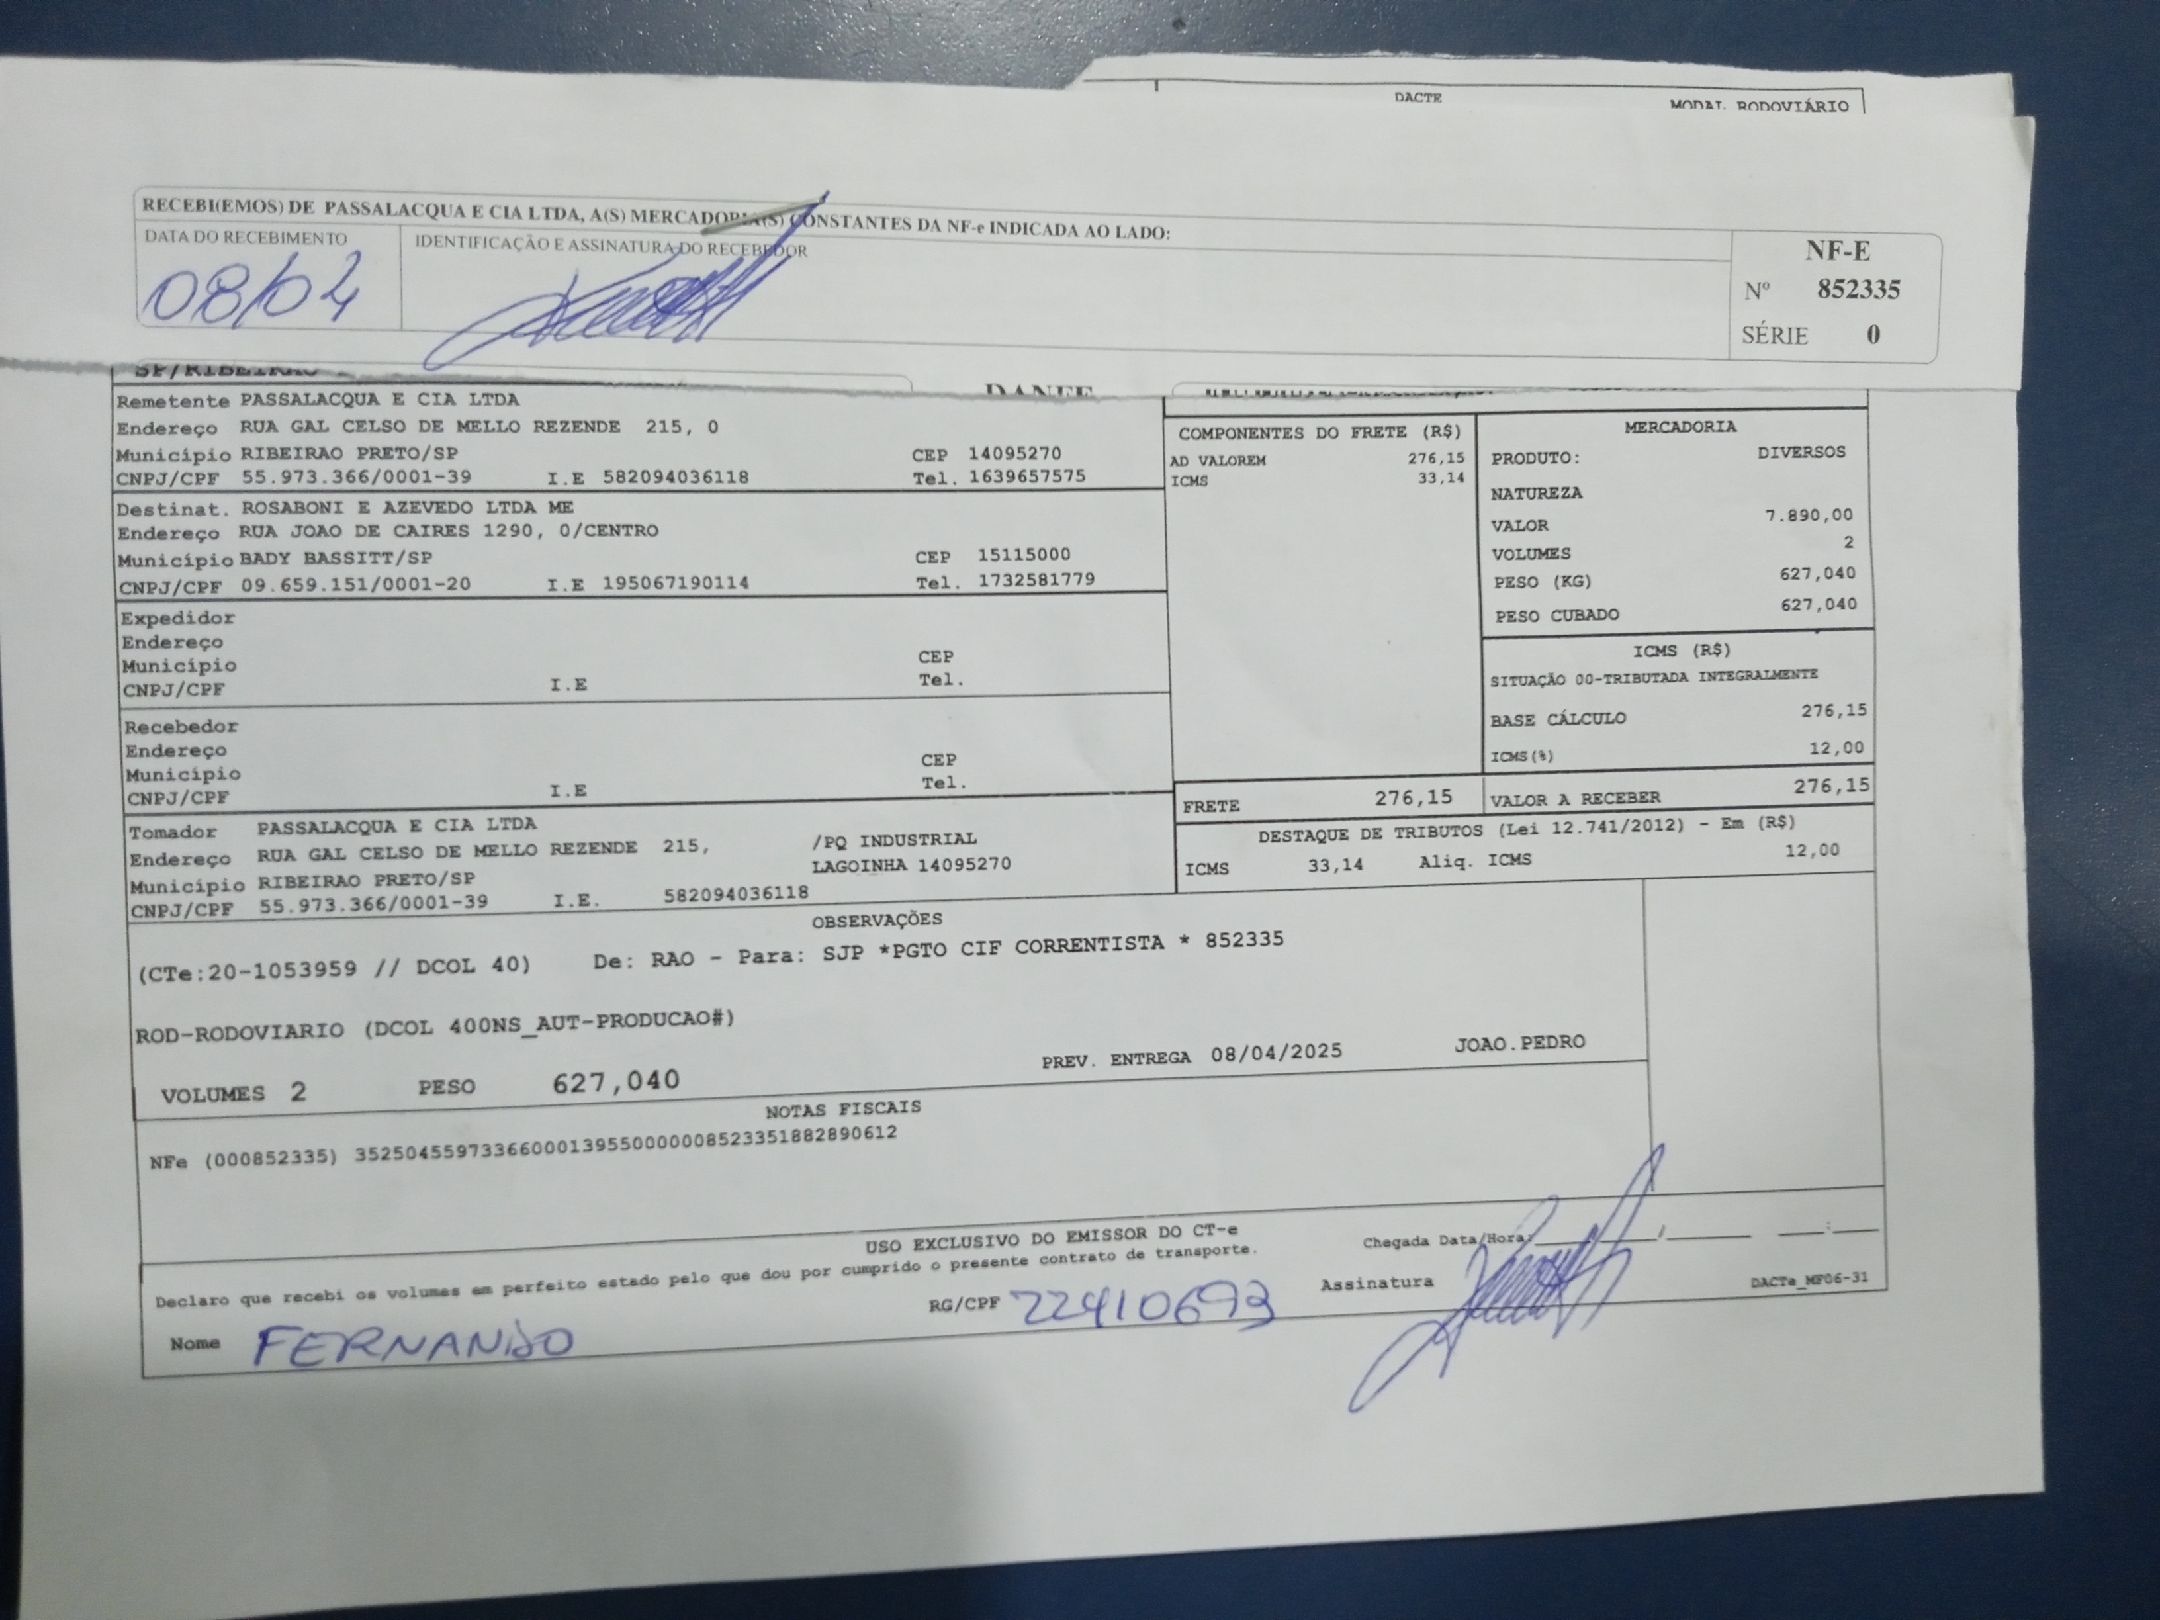 DACTE
MODAL RODOVIÁRIO
RECEBI(EMOS) DE PASSALACQUA E CIA LTDA, A(S) MERCADORIA(S) CONSTANTES DA NF-e INDICADA AO LADO:
DATA DO RECEBIMENTO
08/04
IDENTIFICAÇÃO E ASSINATURA DO RECEBEDOR
NF-E
Nº 852335
SÉRIE 0
SP/RIBEIRAO
DANFE
Remetente PASSALACQUA E CIA LTDA
Endereço RUA GAL CELSO DE MELLO REZENDE 215, 0
Município RIBEIRAO PRETO/SP CEP 14095270
CNPJ/CPF 55.973.366/0001-39 I.E 582094036118 Tel. 1639657575
Destinat. ROSABONI E AZEVEDO LTDA ME
Endereço RUA JOAO DE CAIRES 1290, 0/CENTRO
Município BADY BASSITT/SP CEP 15115000
CNPJ/CPF 09.659.151/0001-20 I.E 195067190114 Tel. 1732581779
Expedidor
Endereço
Município CEP
CNPJ/CPF I.E Tel.
Recebedor
Endereço
Município CEP
CNPJ/CPF I.E Tel.
Tomador PASSALACQUA E CIA LTDA
Endereço RUA GAL CELSO DE MELLO REZENDE 215, /PQ INDUSTRIAL
LAGOINHA 14095270
Município RIBEIRAO PRETO/SP
CNPJ/CPF 55.973.366/0001-39 I.E. 582094036118
COMPONENTES DO FRETE (R$)
AD VALOREM 276,15
ICMS 33,14
MERCADORIA
PRODUTO: DIVERSOS
NATUREZA
VALOR 7.890,00
VOLUMES 2
PESO (KG) 627,040
PESO CUBADO 627,040
ICMS (R$)
SITUAÇÃO 00-TRIBUTADA INTEGRALMENTE
BASE CÁLCULO 276,15
ICMS(%) 12,00
FRETE 276,15 VALOR A RECEBER 276,15
DESTAQUE DE TRIBUTOS (Lei 12.741/2012) - Em (R$)
ICMS 33,14 Aliq. ICMS 12,00
OBSERVAÇÕES
(CTe:20-1053959 // DCOL 40) De: RAO - Para: SJP *PGTO CIF CORRENTISTA * 852335
ROD-RODOVIARIO (DCOL 400NS_AUT-PRODUCAO#)
PREV. ENTREGA 08/04/2025 JOAO.PEDRO
VOLUMES 2 PESO 627,040
NOTAS FISCAIS
NFe (000852335) 35250455973366000139550000008523351882890612
USO EXCLUSIVO DO EMISSOR DO CT-e
Declaro que recebi os volumes em perfeito estado pelo que dou por cumprido o presente contrato de transporte.
Chegada Data/Hora: / :
Nome FERNANDO RG/CPF 22410693 Assinatura
DACTe_MF06-31